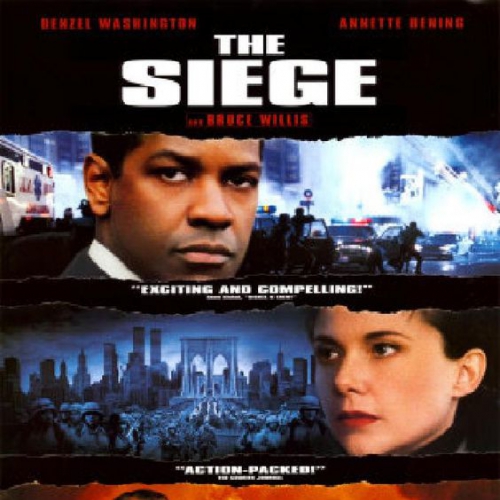 DENZEL WASHINGTON ANNETTE BENING
THE
SIEGE
AND BRUCE WILLIS
"EXCITING AND COMPELLING!"
"ACTION-PACKED!"